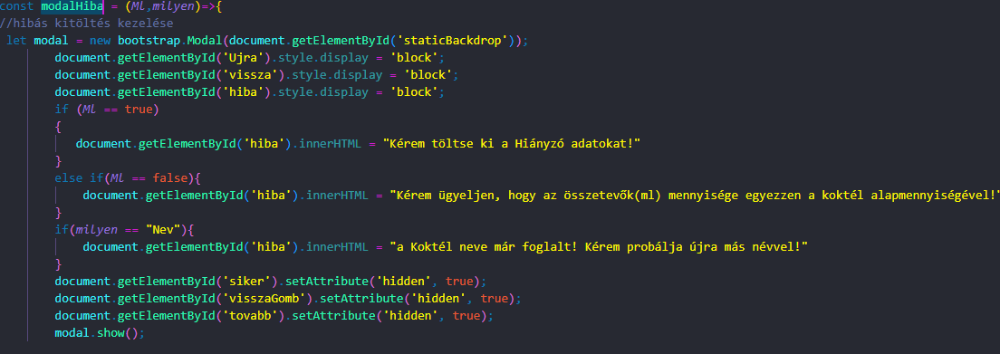 const modalHiba = (Ml,milyen)=>{
//hibás kitöltés kezelése
let modal = new bootstrap.Modal(document.getElementById('staticBackdrop'));
document.getElementById('Ujra').style.display = 'block';
document.getElementById('vissza').style.display = 'block';
document.getElementById('hiba').style.display = 'block';
if (Ml == true)
{
document.getElementById('hiba').innerHTML = "Kérem töltse ki a Hiányzó adatokat!"
}
else if(Ml == false){
document.getElementById('hiba').innerHTML = "Kérem ügyeljen, hogy az összetevők(ml) mennyisége egyezzen a koktél alapmennyiségével!"
}
if(milyen == "Nev"){
document.getElementById('hiba').innerHTML = "a Koktél neve már foglalt! Kérem probálja újra más névvel!"
}
document.getElementById('siker').setAttribute('hidden', true);
document.getElementById('visszaGomb').setAttribute('hidden', true);
document.getElementById('tovabb').setAttribute('hidden', true);
modal.show();